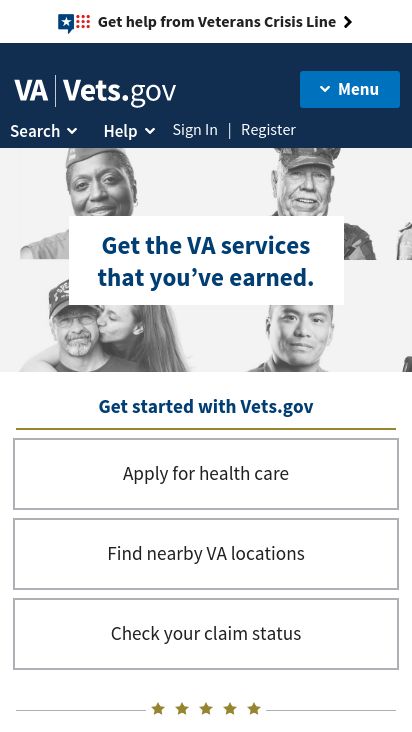 Get help from Veterans Crisis Line
VA | Vets.gov
Menu
Search Help Sign In | Register
Get the VA services
that you’ve earned.
Get started with Vets.gov
Apply for health care
Find nearby VA locations
Check your claim status